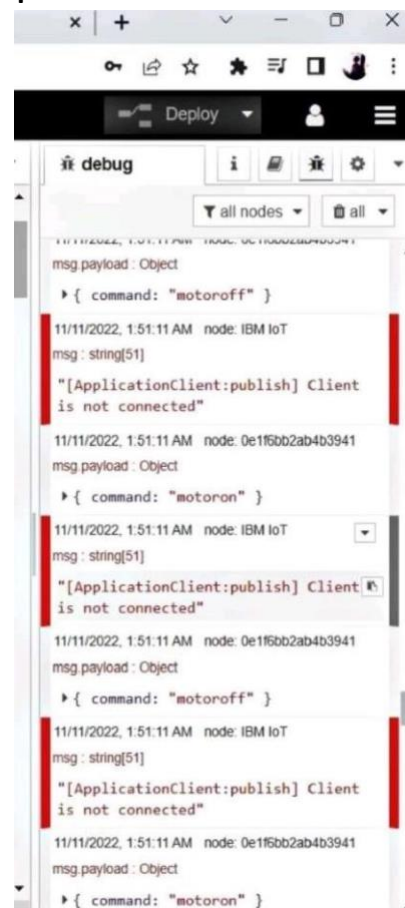 Deploy
debug
i
all nodes
all
msg.payload : Object
{ command: "motoroff" }
11/11/2022, 1:51:11 AM node: IBM IoT
msg : string[51]
"[ApplicationClient:publish] Client
is not connected"
11/11/2022, 1:51:11 AM node: 0e1f6bb2ab4b3941
msg.payload : Object
{ command: "motoron" }
11/11/2022, 1:51:11 AM node: IBM IoT
msg : string[51]
"[ApplicationClient:publish] Client
is not connected"
11/11/2022, 1:51:11 AM node: 0e1f6bb2ab4b3941
msg.payload : Object
{ command: "motoroff" }
11/11/2022, 1:51:11 AM node: IBM IoT
msg : string[51]
"[ApplicationClient:publish] Client
is not connected"
11/11/2022, 1:51:11 AM node: 0e1f6bb2ab4b3941
msg.payload : Object
{ command: "motoron" }